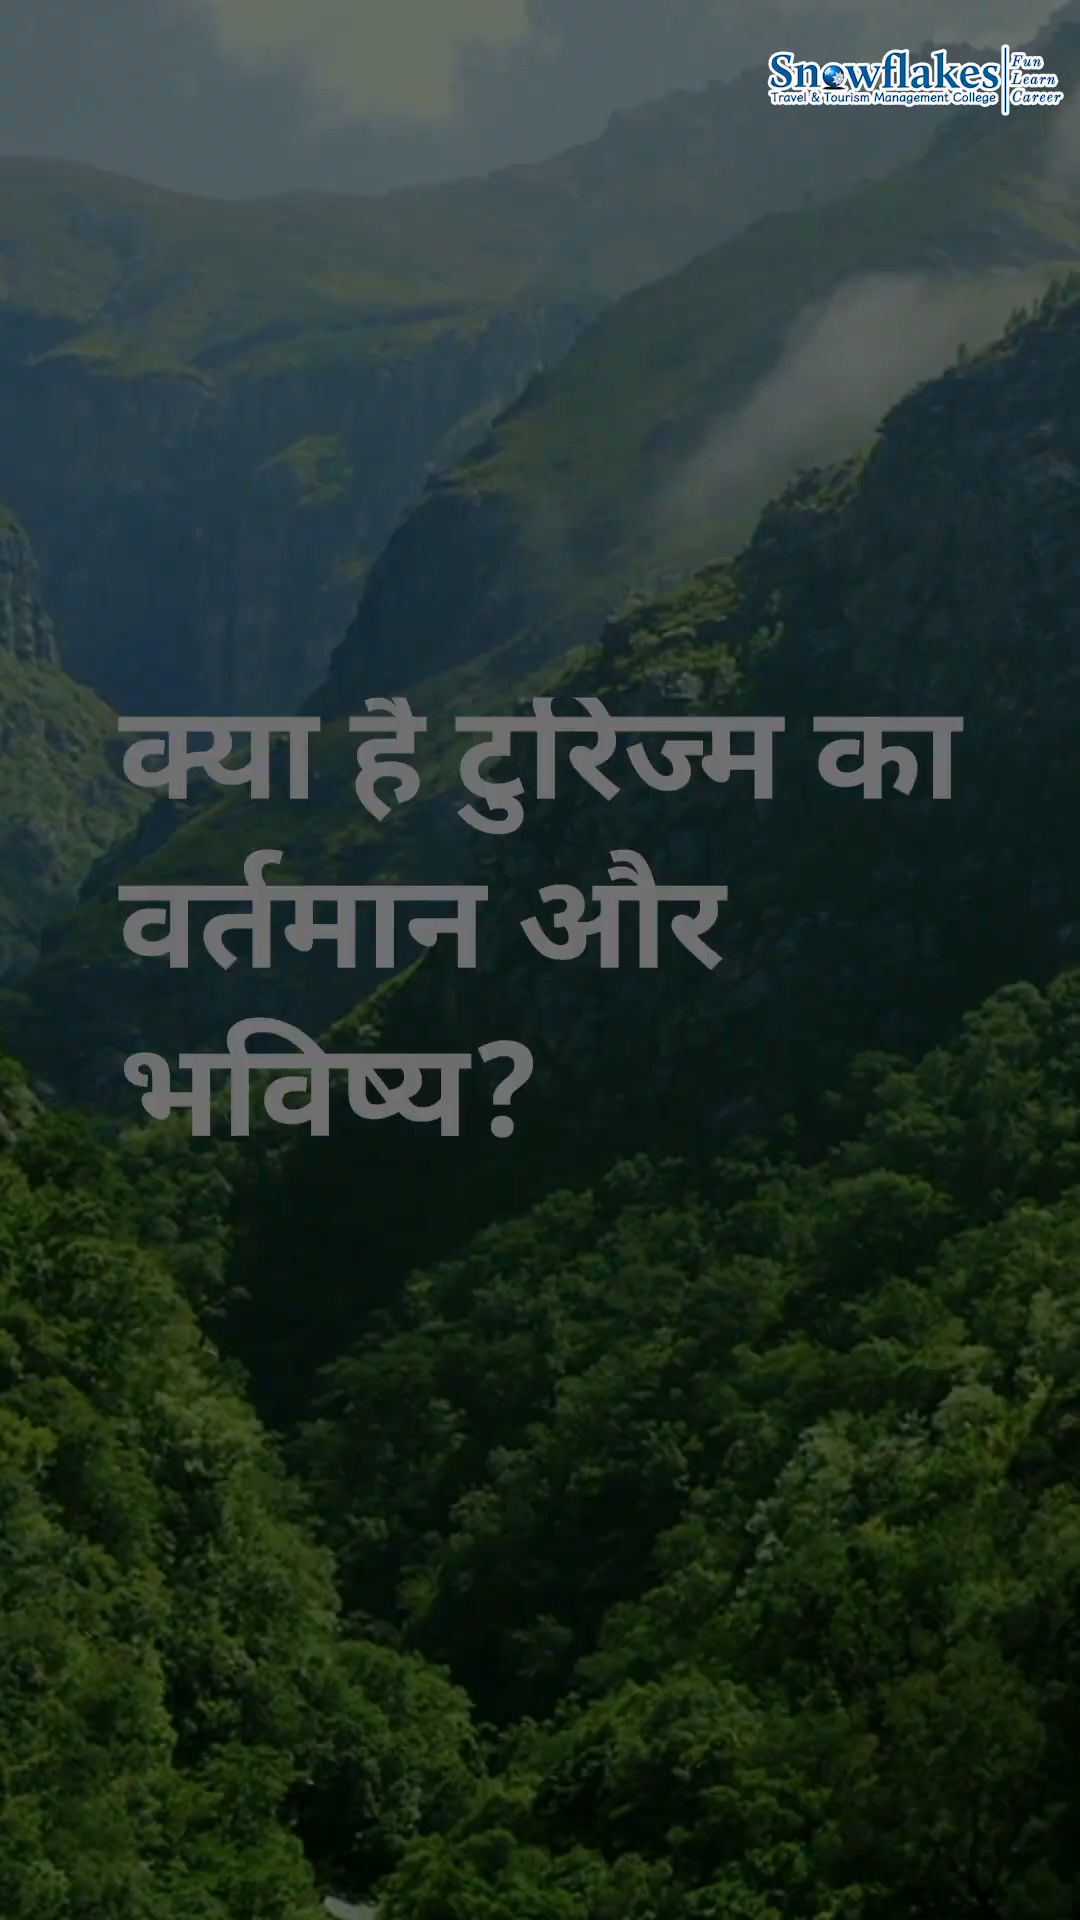 Snowflakes
Travel & Tourism Management College
Fun
Learn
Career
क्या है टुरिज्म का
वर्तमान और
भविष्य?